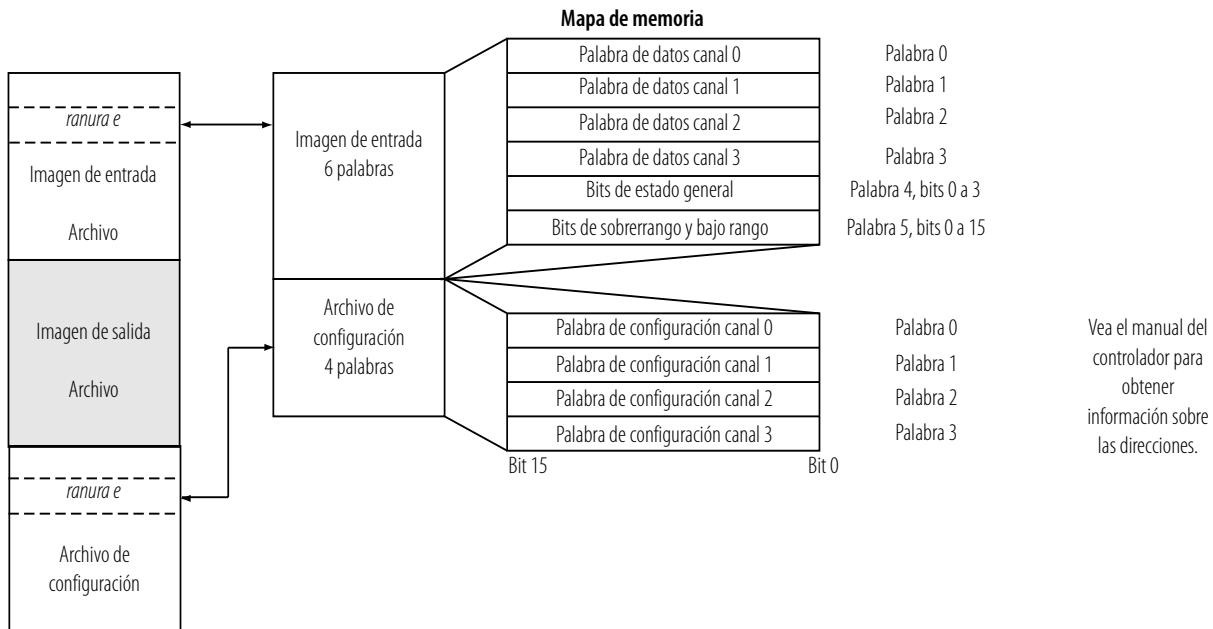 Mapa de memoria
ranura e
Imagen de entrada
Archivo
Imagen de salida
Archivo
ranura e
Archivo de
configuración
Imagen de entrada
6 palabras
Archivo de
configuración
4 palabras
Palabra de datos canal 0
Palabra 0
Palabra de datos canal 1
Palabra 1
Palabra de datos canal 2
Palabra 2
Palabra de datos canal 3
Palabra 3
Bits de estado general
Palabra 4, bits 0 a 3
Bits de sobrerrango y bajo rango
Palabra 5, bits 0 a 15
Palabra de configuración canal 0
Palabra 0
Palabra de configuración canal 1
Palabra 1
Palabra de configuración canal 2
Palabra 2
Palabra de configuración canal 3
Palabra 3
Bit 15
Bit 0
Vea el manual del
controlador para
obtener
información sobre
las direcciones.